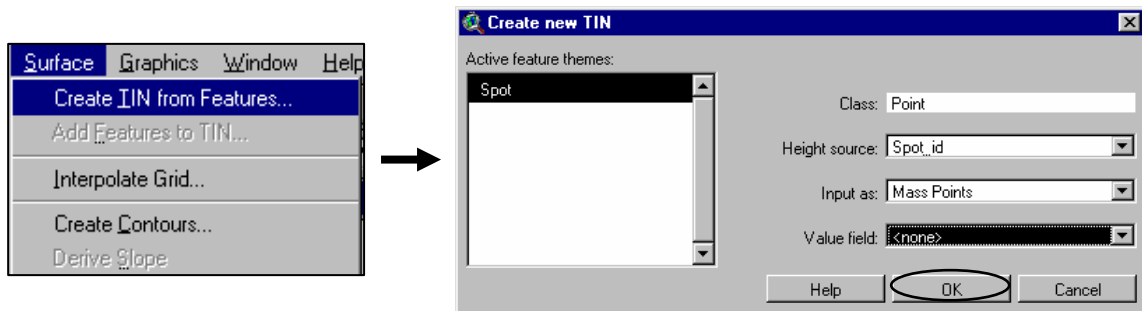 Surface Graphics Window Help
Create TIN from Features...
Add Features to TIN...
Interpolate Grid...
Create Contours...
Derive Slope
Create new TIN
Active feature themes:
Spot
Class: Point
Height source: Spot_id
Input as: Mass Points
Value field: <none>
Help OK Cancel